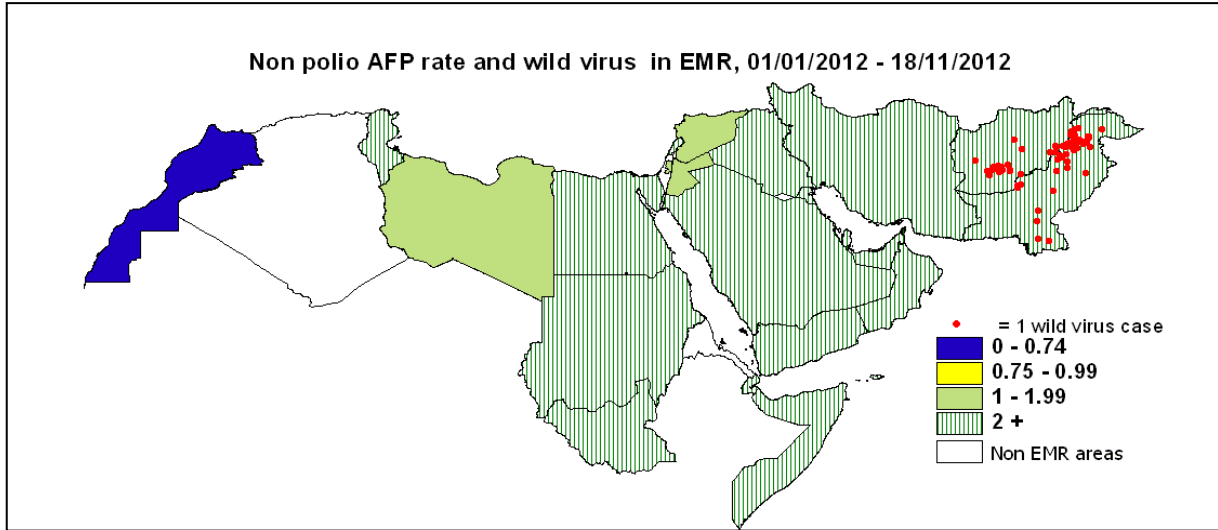 Non polio AFP rate and wild virus in EMR, 01/01/2012 - 18/11/2012
= 1 wild virus case
0 - 0.74
0.75 - 0.99
1 - 1.99
2 +
Non EMR areas